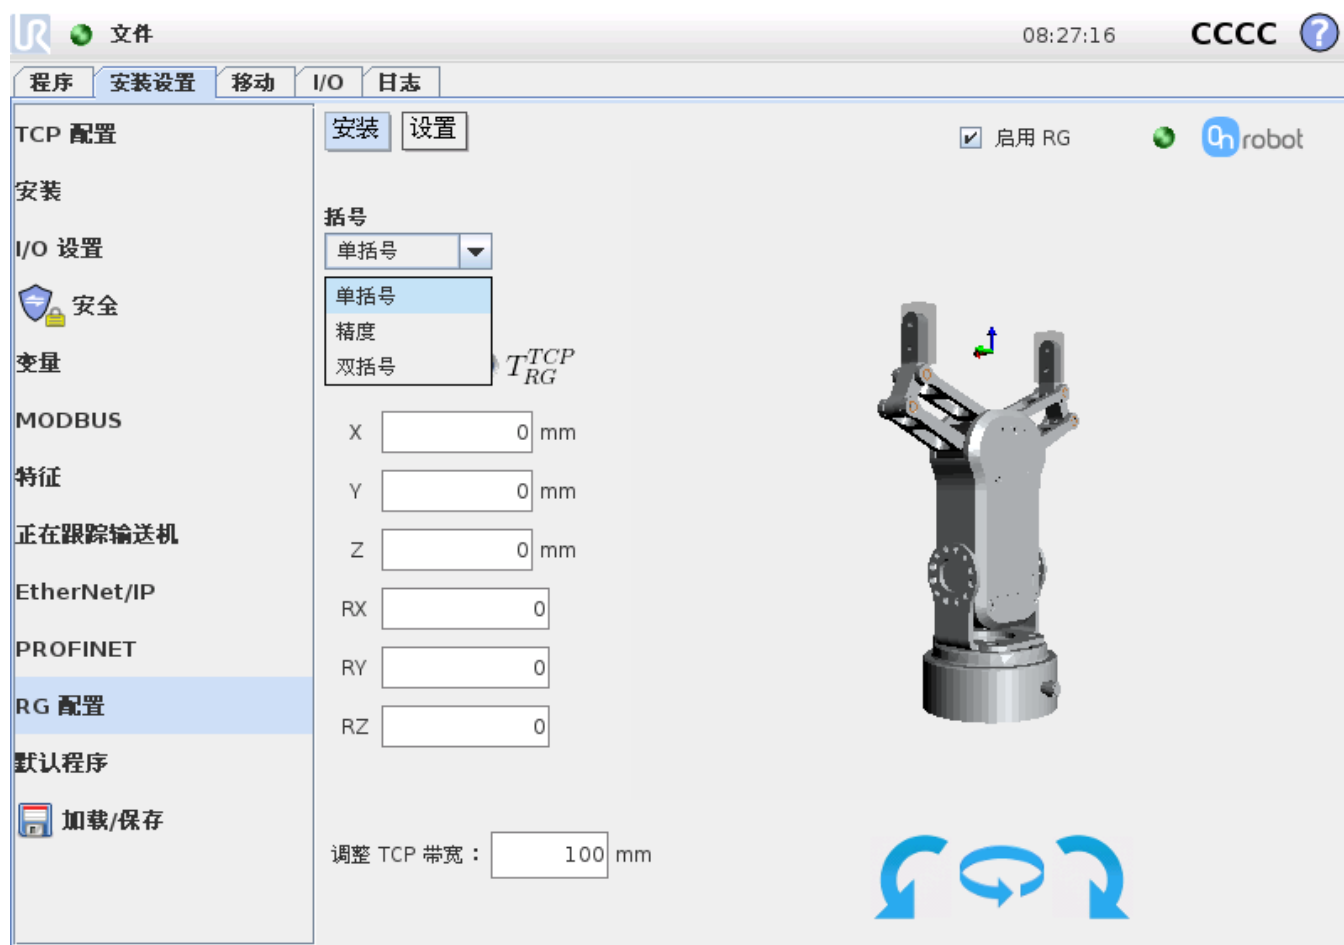 UR 文件 08:27:16 CCCC ?
程序 安装设置 移动 I/O 日志
TCP 配置
安装
I/O 设置
安全
变量
MODBUS
特征
正在跟踪输送机
EtherNet/IP
PROFINET
RG 配置
默认程序
加载/保存
安装 设置
启用 RG
On robot
括号
单括号
单括号
精度
双括号
) T_{RG}^{TCP}
X 0 mm
Y 0 mm
Z 0 mm
RX 0
RY 0
RZ 0
调整 TCP 带宽： 100 mm